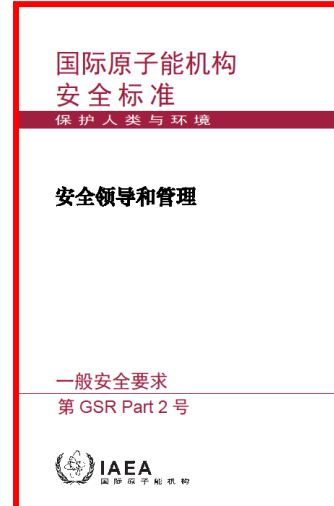 国际原子能机构
安全标准
保护人类与环境
安全领导和管理
一般安全要求
第 GSR Part 2 号
IAEA
国际原子能机构